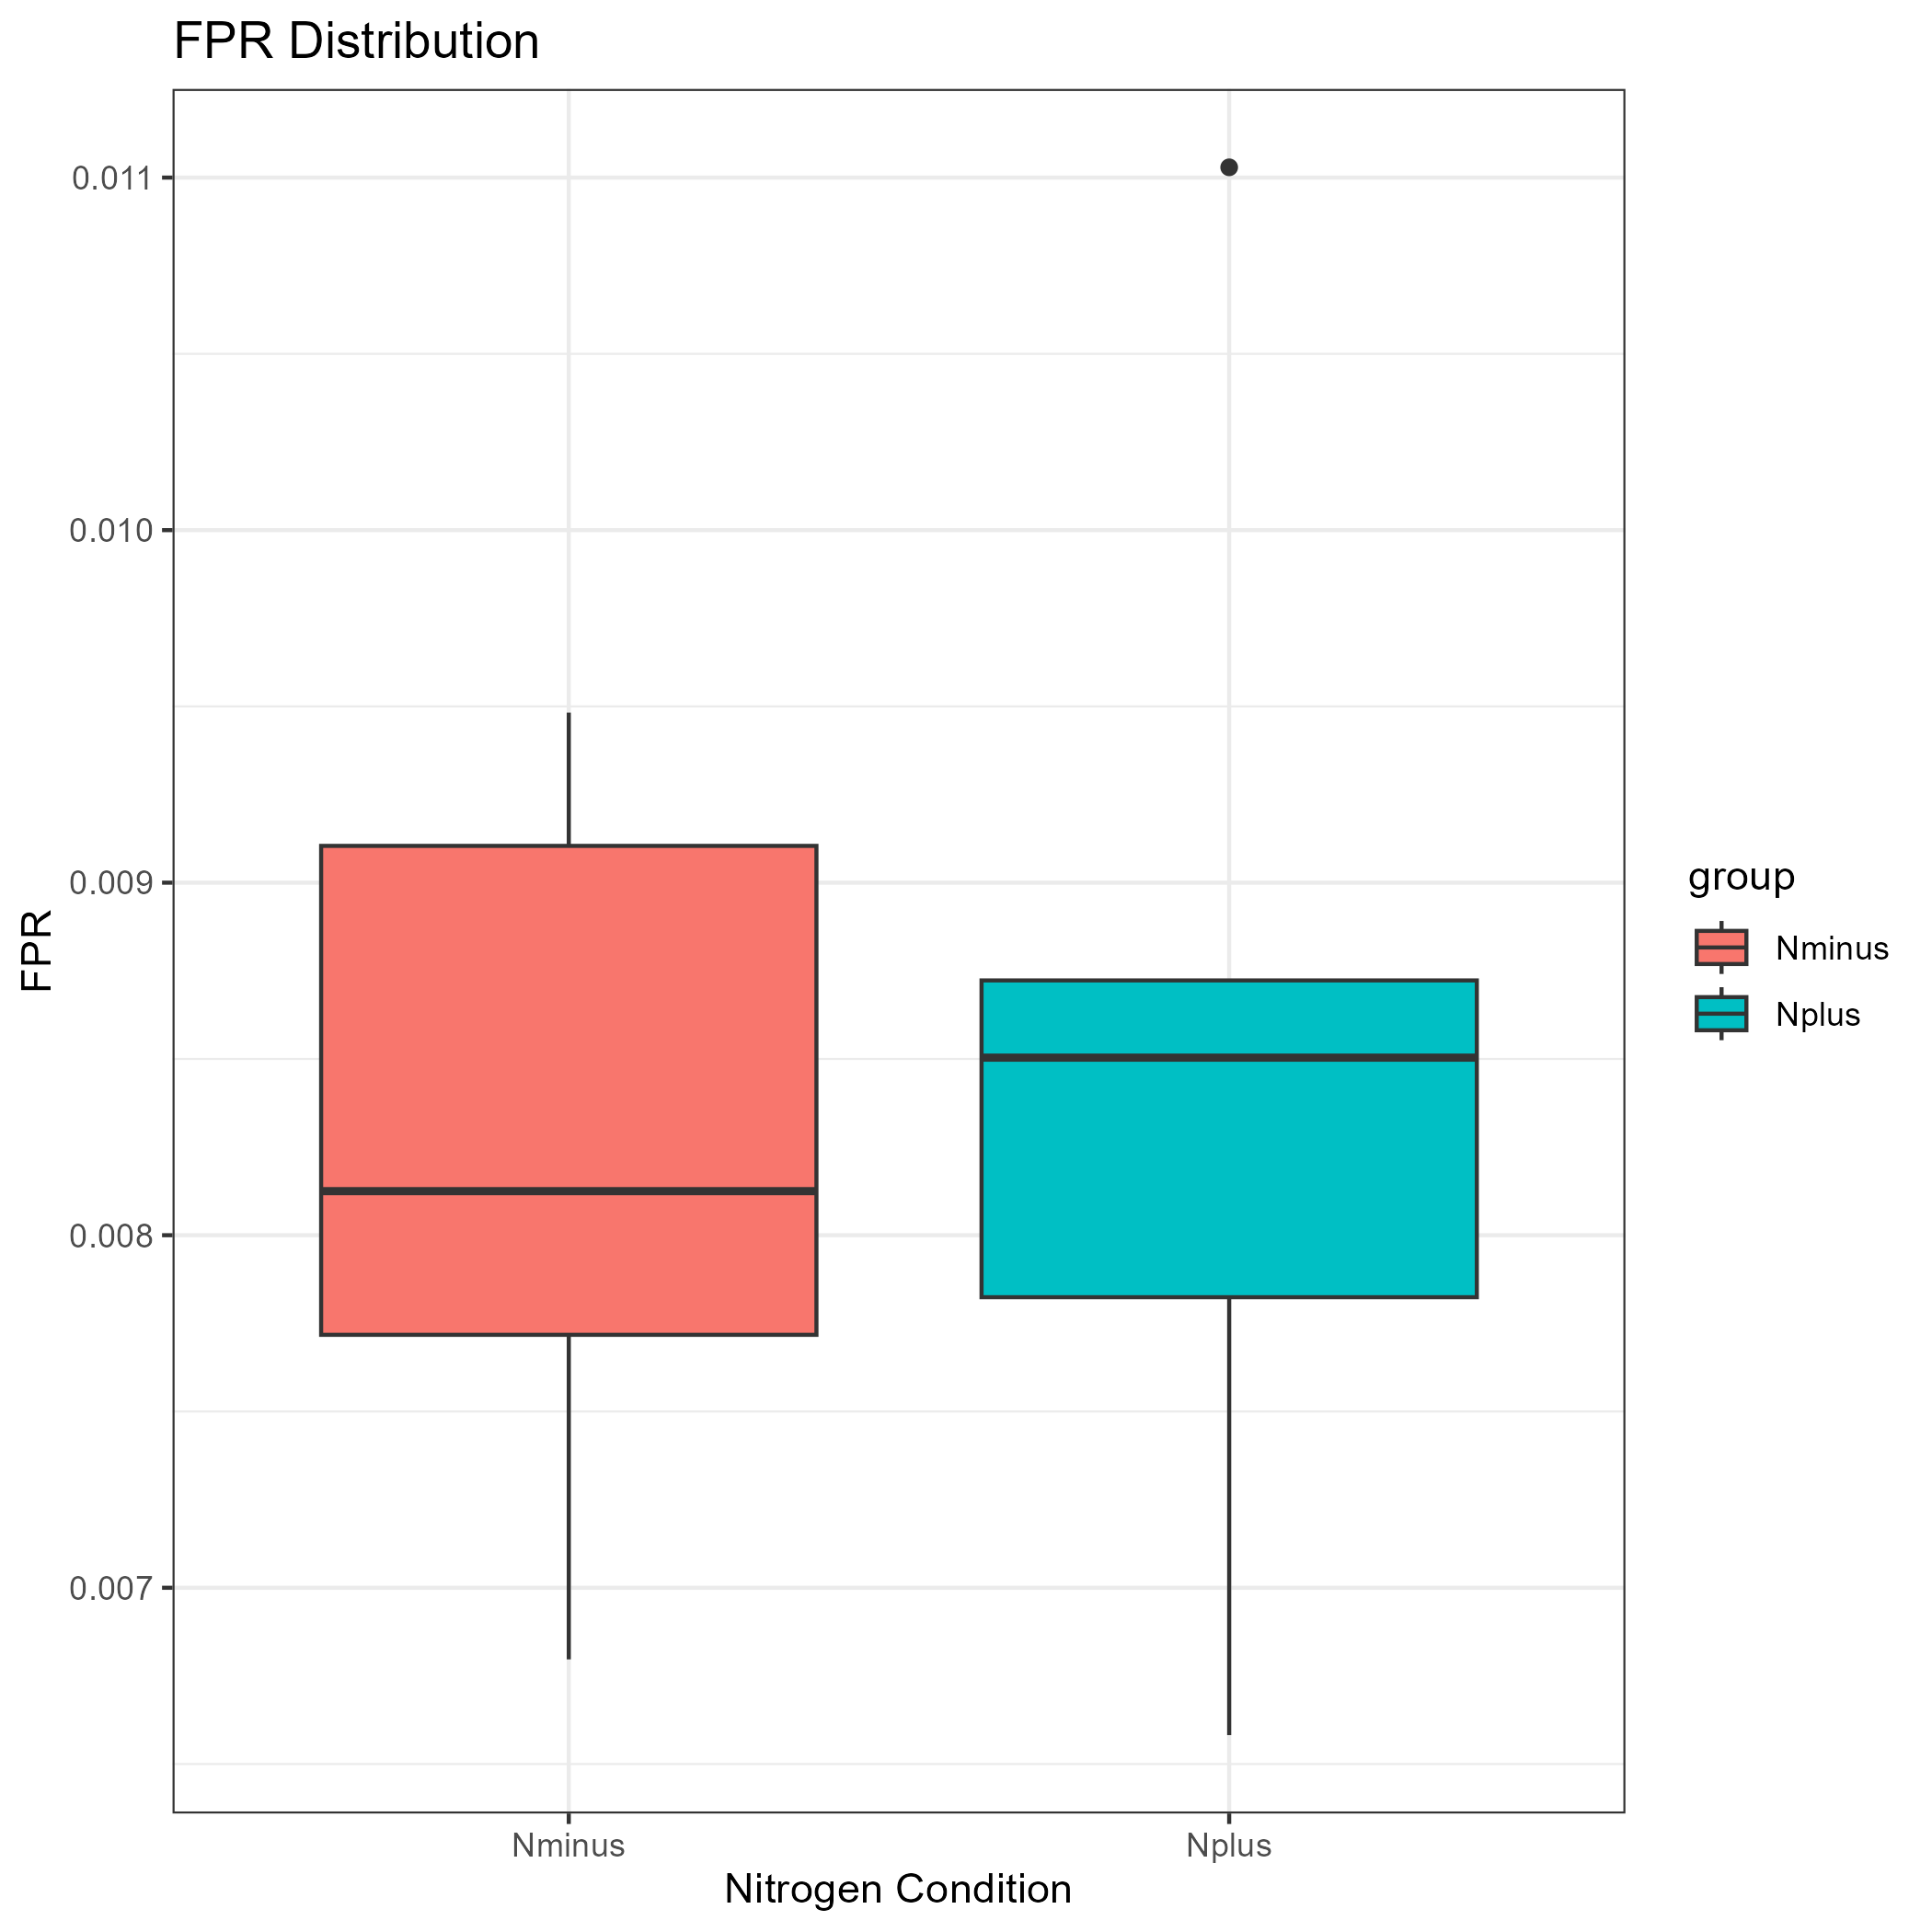 FPR Distribution
0.011
0.010
0.009
0.008
0.007
FPR
Nminus
Nplus
Nitrogen Condition
group
Nminus
Nplus